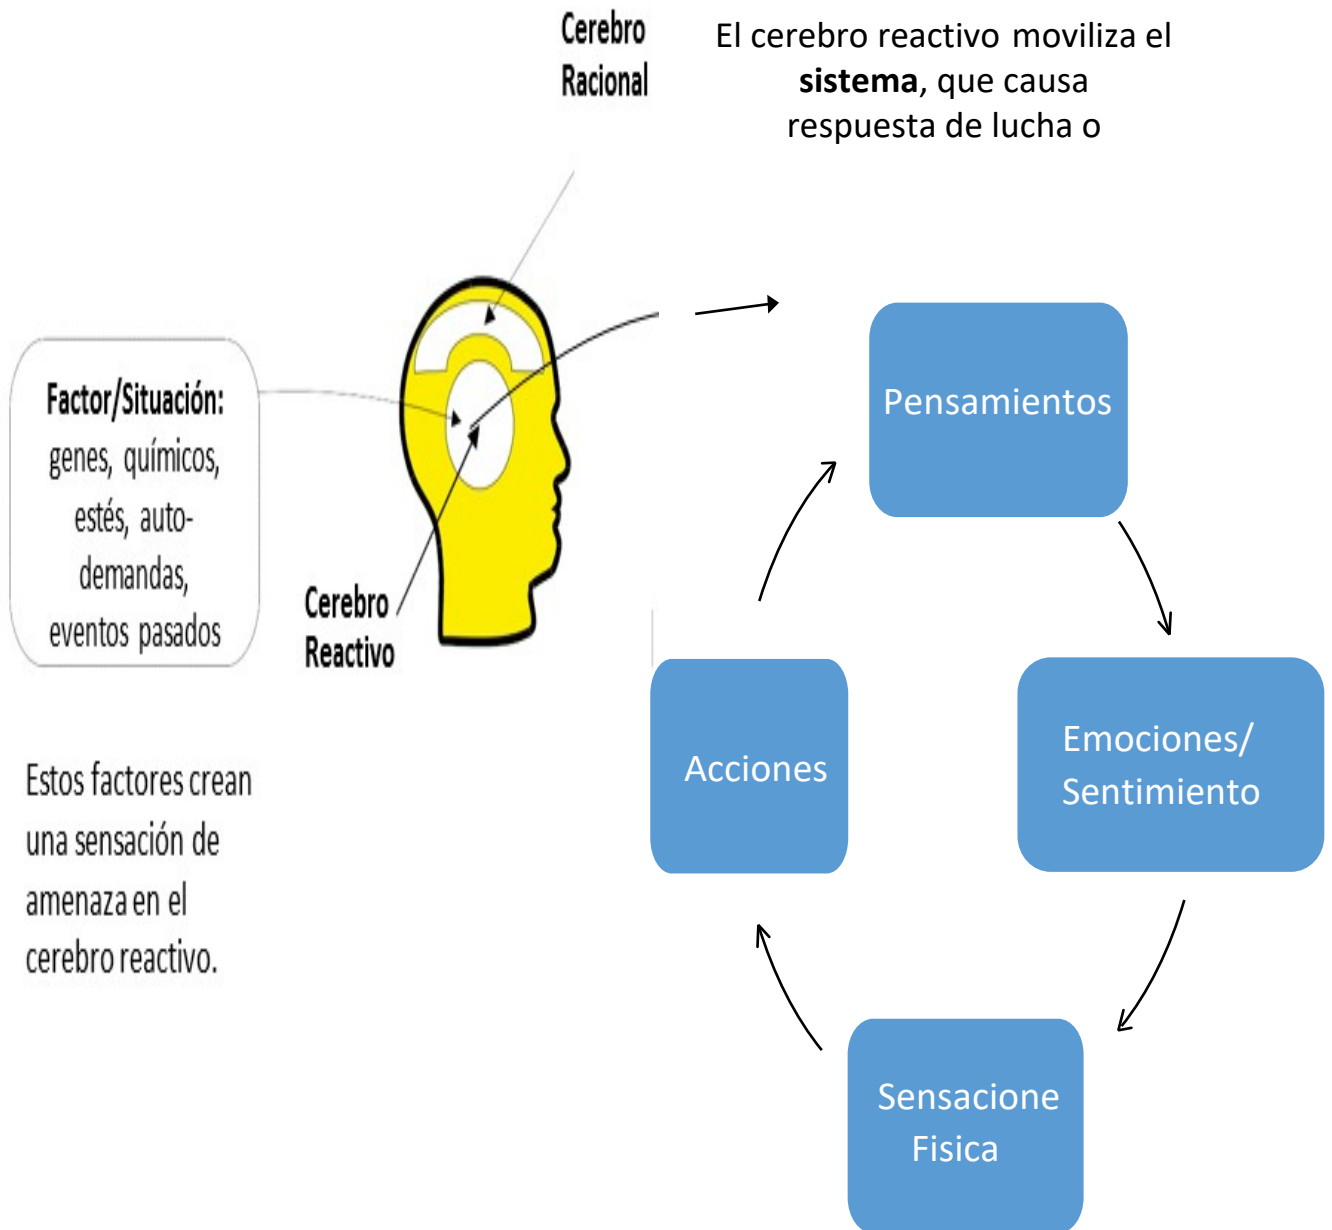 Cerebro
Racional
El cerebro reactivo moviliza el
sistema, que causa
respuesta de lucha o
Factor/Situación:
genes, químicos,
estés, auto-
demandas,
eventos pasados
Cerebro
Reactivo
Estos factores crean
una sensación de
amenaza en el
cerebro reactivo.
Pensamientos
Emociones/
Sentimiento
Acciones
Sensacione
Fisica